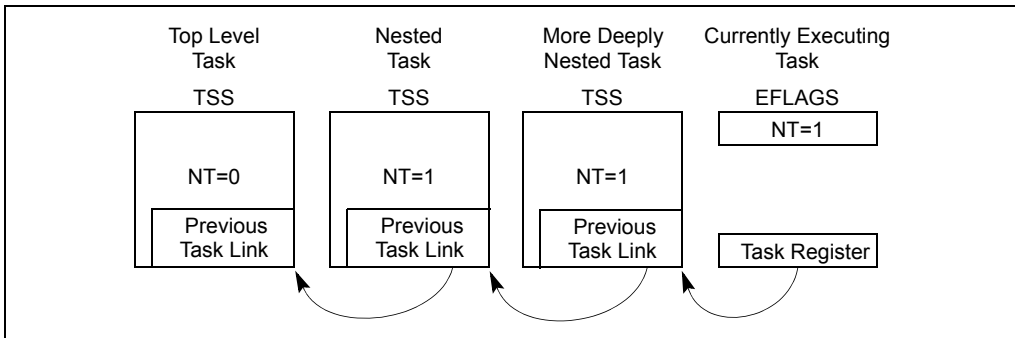 Top Level
Task
TSS
NT=0
Previous
Task Link
Nested
Task
TSS
NT=1
Previous
Task Link
More Deeply
Nested Task
TSS
NT=1
Previous
Task Link
Currently Executing
Task
EFLAGS
NT=1
Task Register